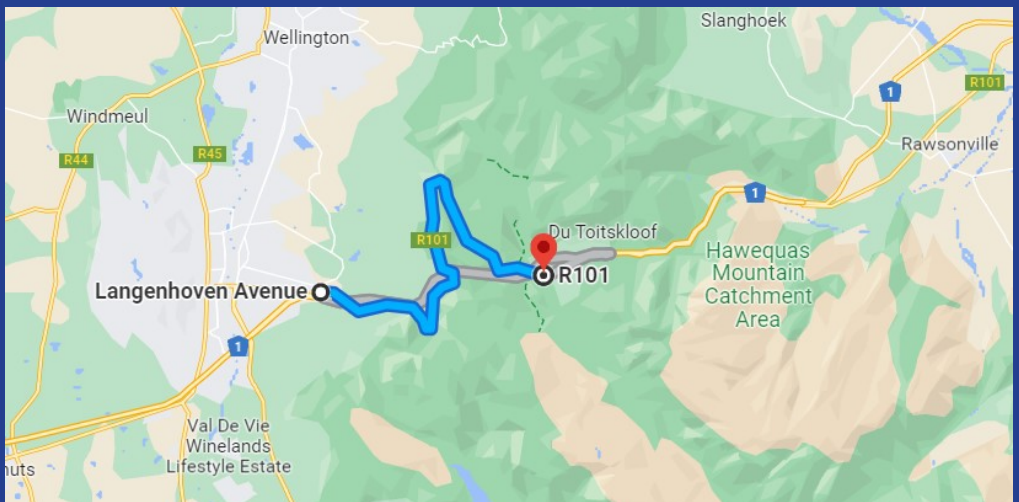 Slanghoek
Wellington
1
R101
Windmeul
Rawsonville
R45
R44
1
Du Toitskloof
R101
Hawequas
Mountain
Catchment
Area
R101
Langenhoven Avenue
1
Val De Vie
Winelands
Lifestyle Estate
nuts